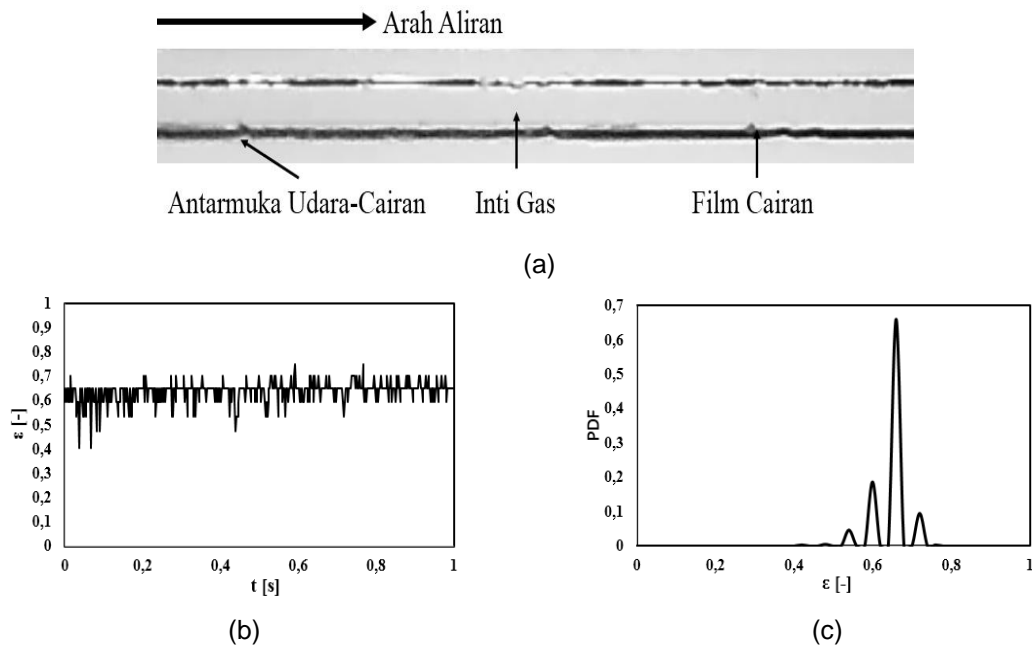 Arah Aliran
Antarmuka Udara-Cairan
Inti Gas
Film Cairan
(a)
1
0,9
0,8
0,7
0,6
0,5
0,4
0,3
0,2
0,1
0
ε [-]
0
0,2
0,4
0,6
0,8
1
t [s]
(b)
0,7
0,6
0,5
0,4
0,3
0,2
0,1
0
PDF
0
0,2
0,4
0,6
0,8
1
ε [-]
(c)